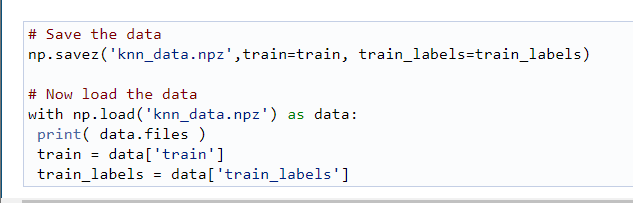 # Save the data
np.savez('knn_data.npz',train=train, train_labels=train_labels)
# Now load the data
with np.load('knn_data.npz') as data:
 print( data.files )
 train = data['train']
 train_labels = data['train_labels']